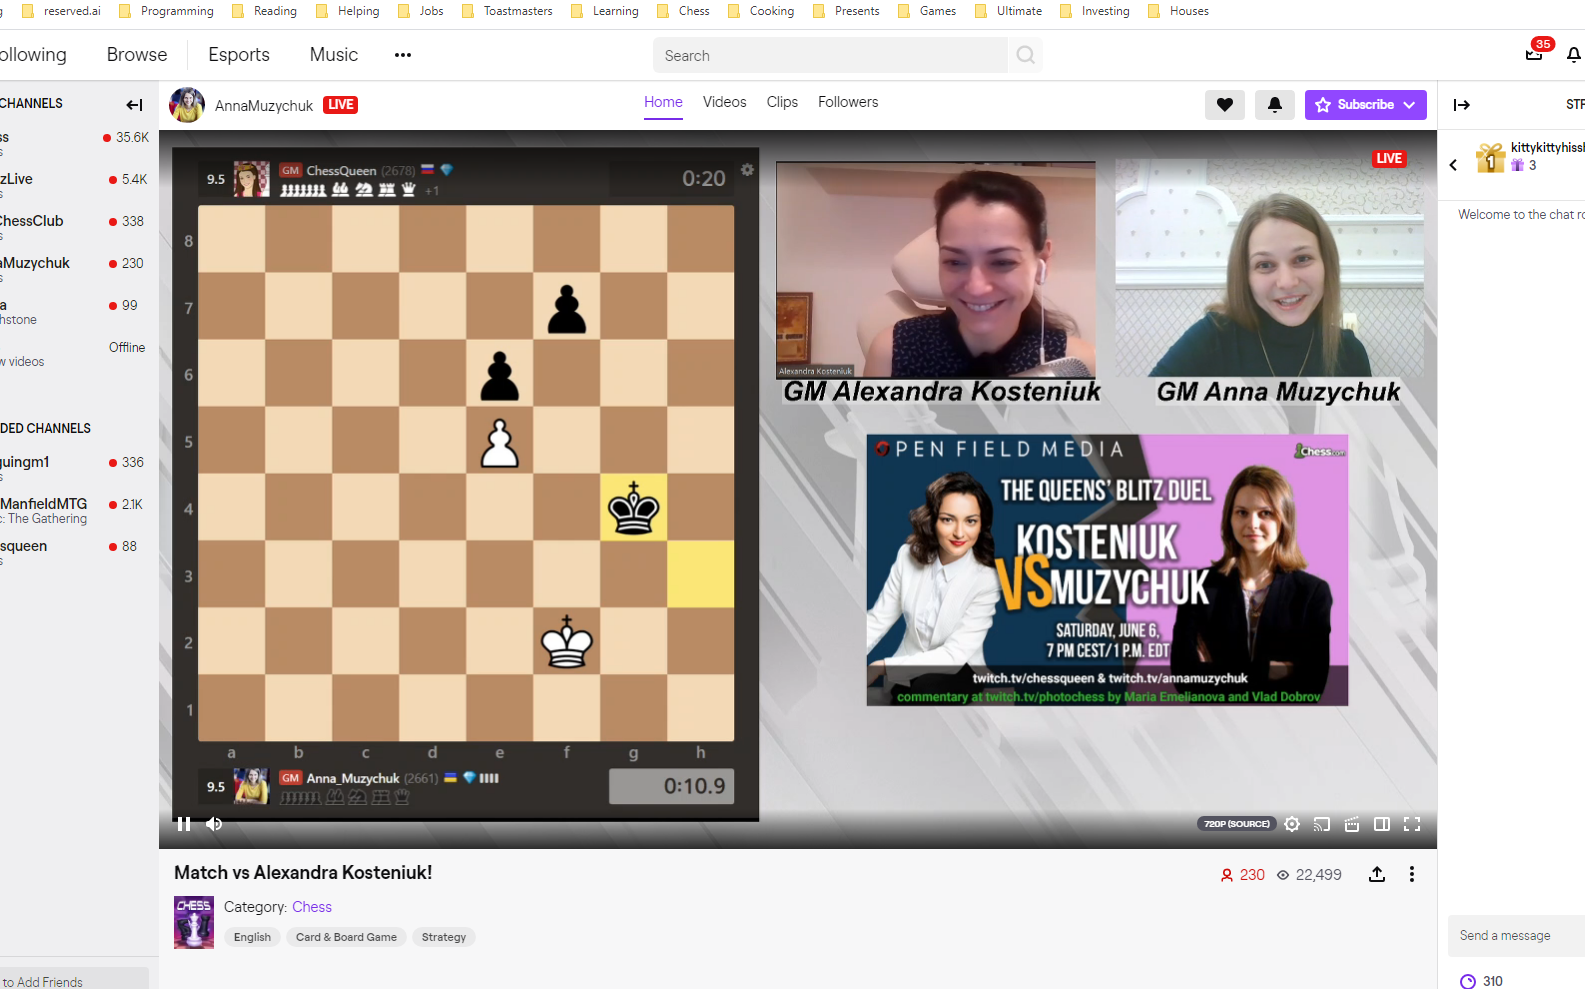 reserved.ai
Programming
Reading
Helping
Jobs
Toastmasters
Learning
Chess
Cooking
Presents
Games
Ultimate
Investing
Houses
ollowing
Browse
Esports
Music
Search
35
CHANNELS
ss
35.6K
s
zLive
5.4K
s
ChessClub
338
s
aMuzychuk
230
s
a
99
hstone
Offline
w videos
DED CHANNELS
guingm1
336
s
ManfieldMTG
2.1K
c: The Gathering
squeen
88
s
to Add Friends
AnnaMuzychuk
LIVE
Home
Videos
Clips
Followers
Subscribe
9.5
GM ChessQueen (2678)
+1
0:20
8
7
6
5
4
3
2
1
a b c d e f g h
9.5
GM Anna_Muzychuk (2661)
0:10.9
LIVE
Alexandra Kosteniuk
GM Alexandra Kosteniuk
GM Anna Muzychuk
OPEN FIELD MEDIA
Chess.com
THE QUEENS' BLITZ DUEL
KOSTENIUK
VS MUZYCHUK
SATURDAY, JUNE 6,
7 PM CEST/1 P.M. EDT
twitch.tv/chessqueen & twitch.tv/annamuzychuk
commentary at twitch.tv/photochess by Maria Emelianova and Vlad Dobrov
720P (SOURCE)
Match vs Alexandra Kosteniuk!
230
22,499
CHESS
Category: Chess
English
Card & Board Game
Strategy
STR
1
kittykittyhissl
3
Welcome to the chat ro
Send a message
310